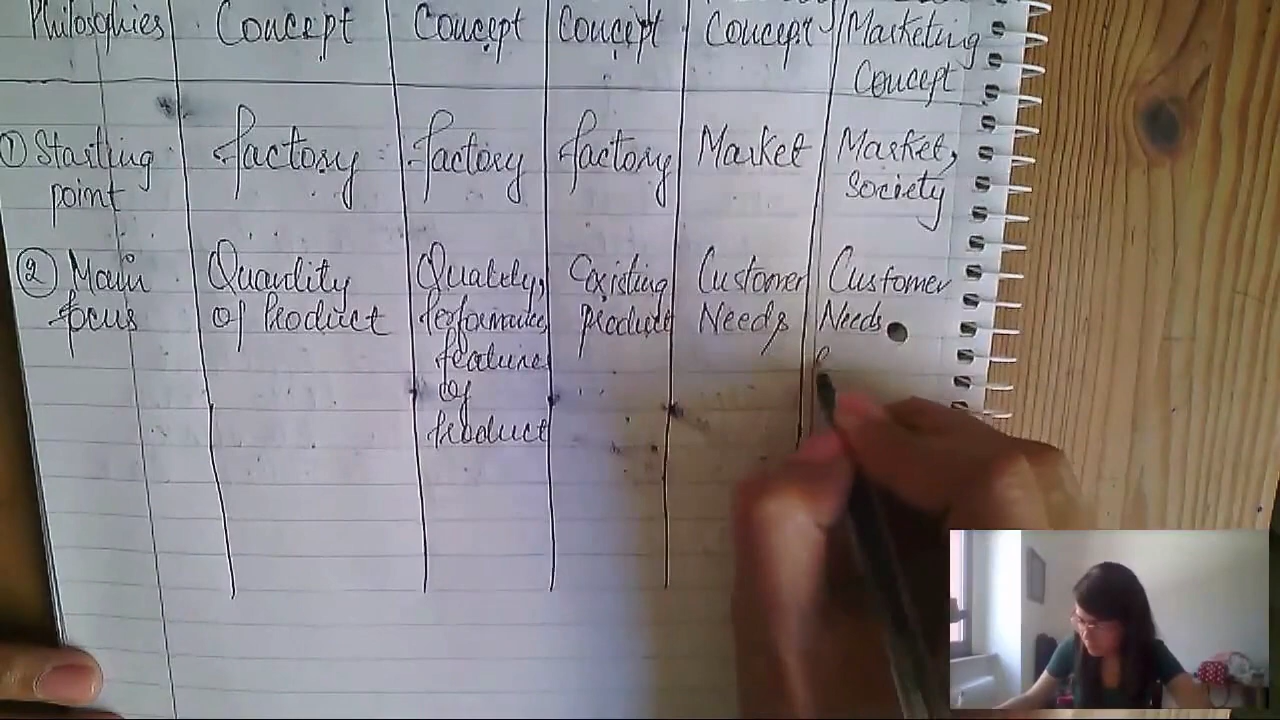 Philosophies Concept Concept Concept Concept Marketing
Concept
① Starting factory factory factory Market Market,
point Society
② Main Quantity Quality, Existing Customer Customer
focus of Product Performance, product Needs Needs
features
of
product